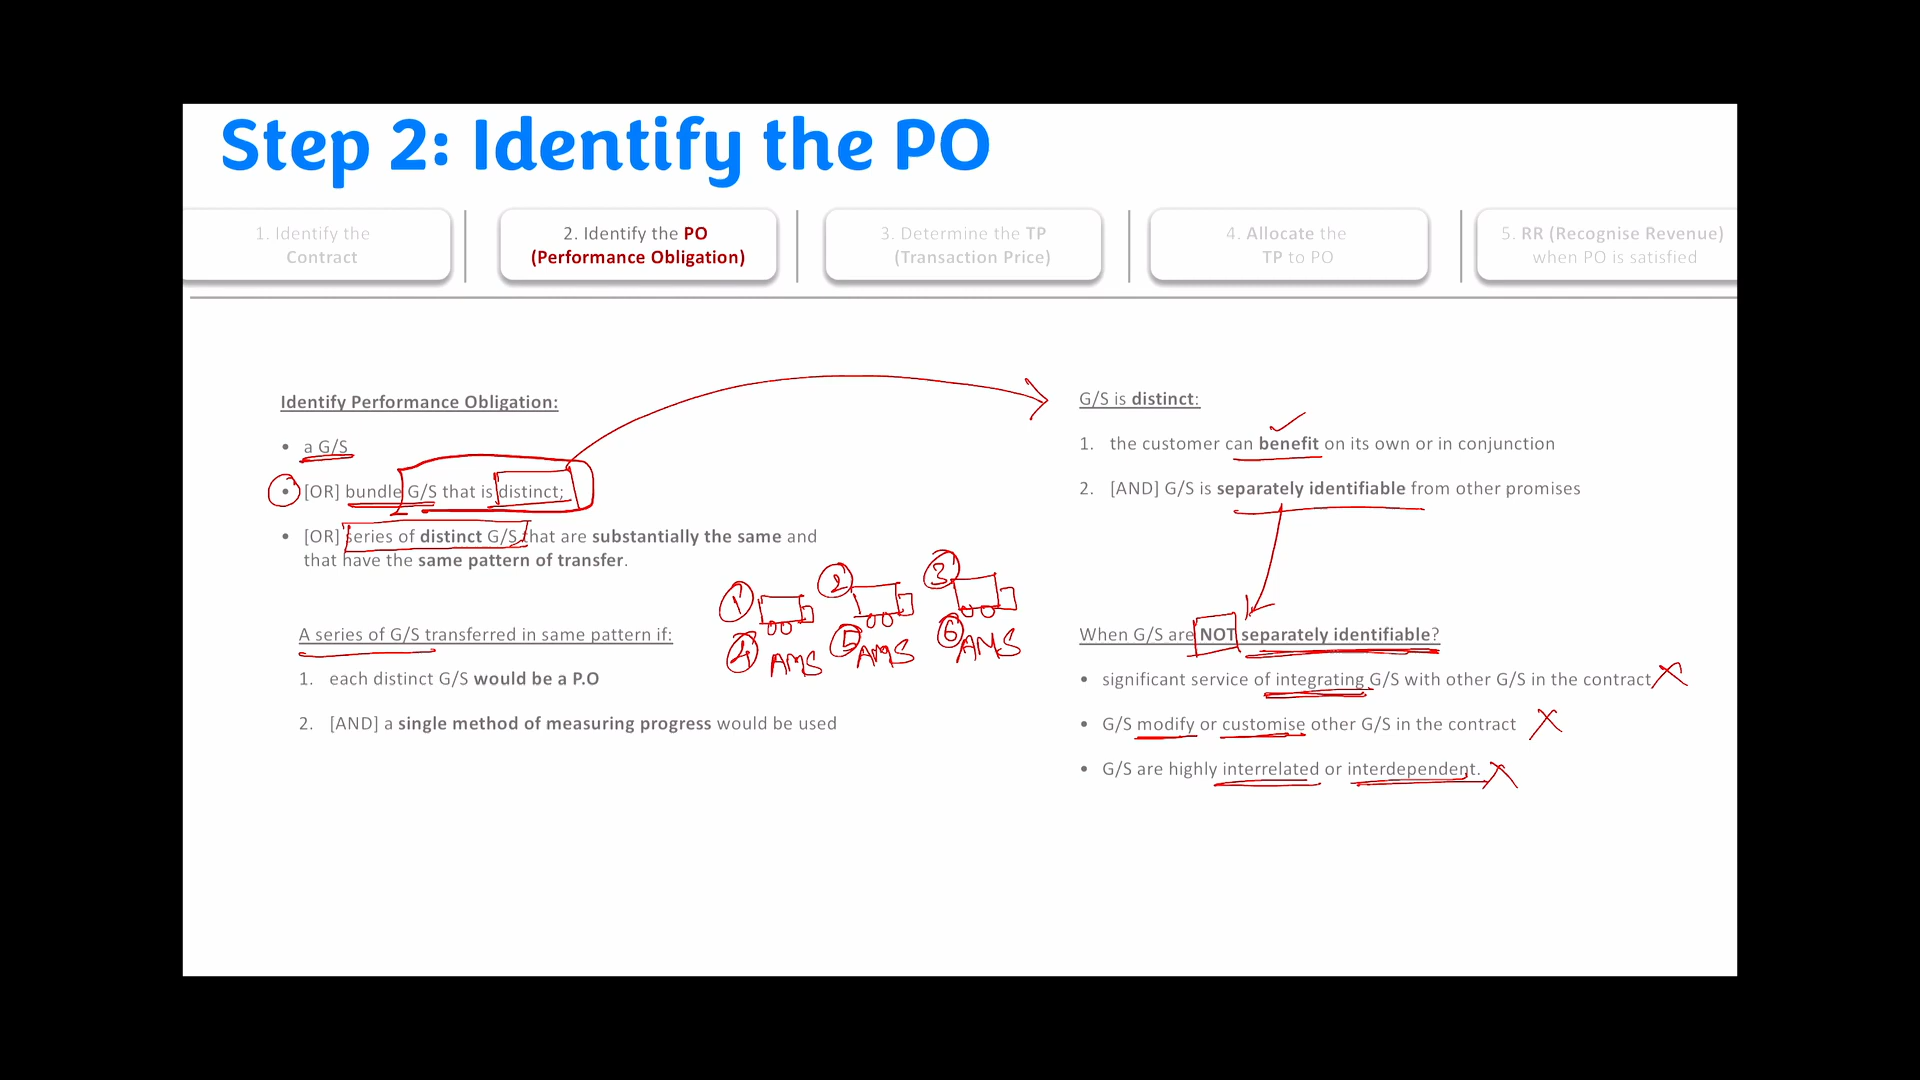 Step 2: Identify the PO
1. Identify the
Contract
2. Identify the PO
(Performance Obligation)
3. Determine the TP
(Transaction Price)
4. Allocate the
TP to PO
5. RR (Recognise Revenue)
when PO is satisfied
Identify Performance Obligation:
• a G/S
• [OR] bundle G/S that is distinct;
• [OR] series of distinct G/S that are substantially the same and
that have the same pattern of transfer.
1 2 3
4 AMS 5 AMS 6 AMS
A series of G/S transferred in same pattern if:
1. each distinct G/S would be a P.O
2. [AND] a single method of measuring progress would be used
G/S is distinct:
1. the customer can benefit on its own or in conjunction
2. [AND] G/S is separately identifiable from other promises
When G/S are NOT separately identifiable?
• significant service of integrating G/S with other G/S in the contract
• G/S modify or customise other G/S in the contract
• G/S are highly interrelated or interdependent.